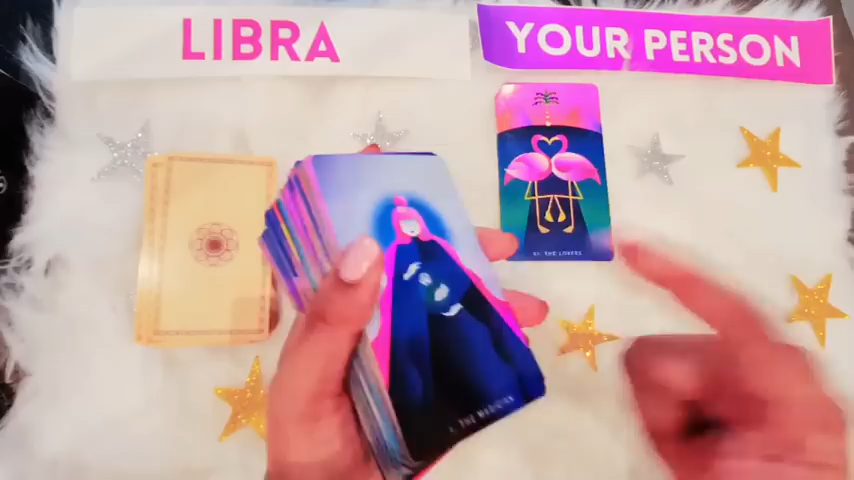 LIBRA
YOUR PERSON
VI. THE LOVERS
I. THE MAGICIAN